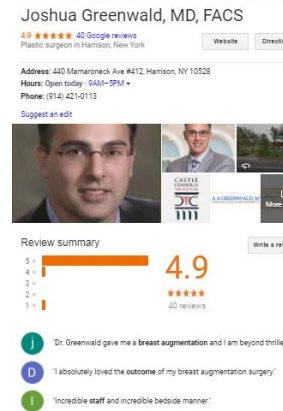 Joshua Greenwald, MD, FACS
4.9 ★★★★★ 40 Google reviews
Plastic surgeon in Harrison, New York
Website
Directi
Address: 440 Mamaroneck Ave #412, Harrison, NY 10528
Hours: Open today · 9AM–5PM
Phone: (914) 421-0113
Suggest an edit
CASTLE
CONNOLLY
More
Review summary
Write a rev
5 ★
4 ★
3 ★
2 ★
1 ★
4.9
★★★★★
40 reviews
j
"Dr. Greenwald gave me a breast augmentation and I am beyond thrille
D
"I absolutely loved the outcome of my breast augmentation surgery."
I
"Incredible staff and incredible bedside manner."